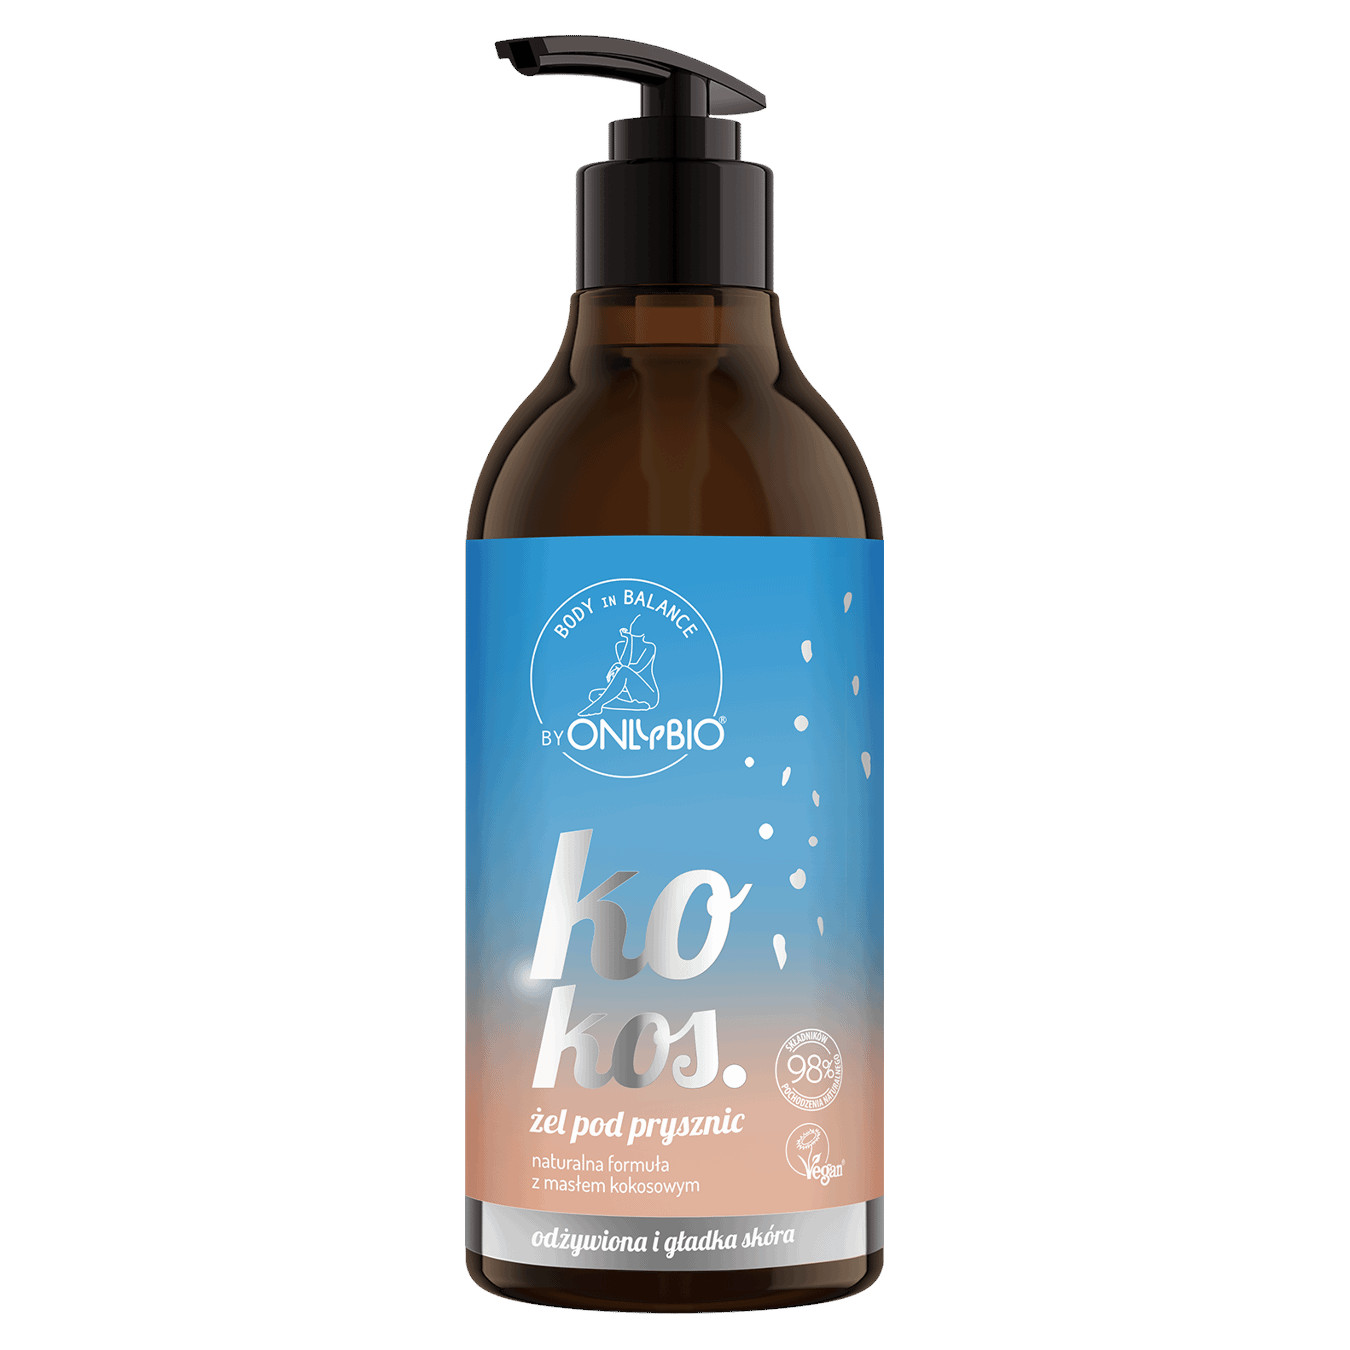 BODY IN BALANCE
BY ONLYBIO®
ko
kos.
żel pod prysznic
naturalna formuła
z masłem kokosowym
SKŁADNIKÓW
98%
POCHODZENIA NATURALNEGO
Vegan®
odżywiona i gładka skóra